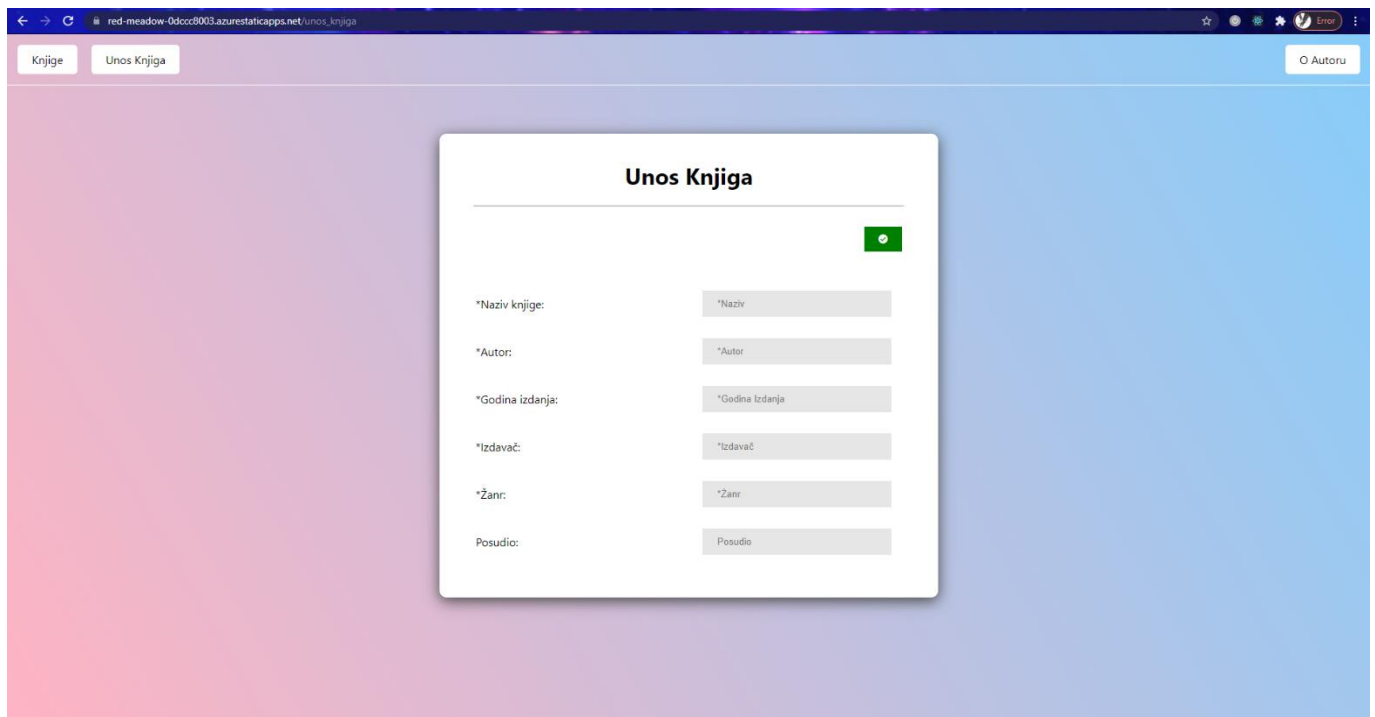 red-meadow-0dccc8003.azurestaticapps.net/unos_knjiga
Error
Knjige
Unos Knjiga
O Autoru
Unos Knjiga
*Naziv knjige:
*Naziv
*Autor:
*Autor
*Godina izdanja:
*Godina Izdanja
*Izdavač:
*Izdavač
*Žanr:
*Žanr
Posudio:
Posudio